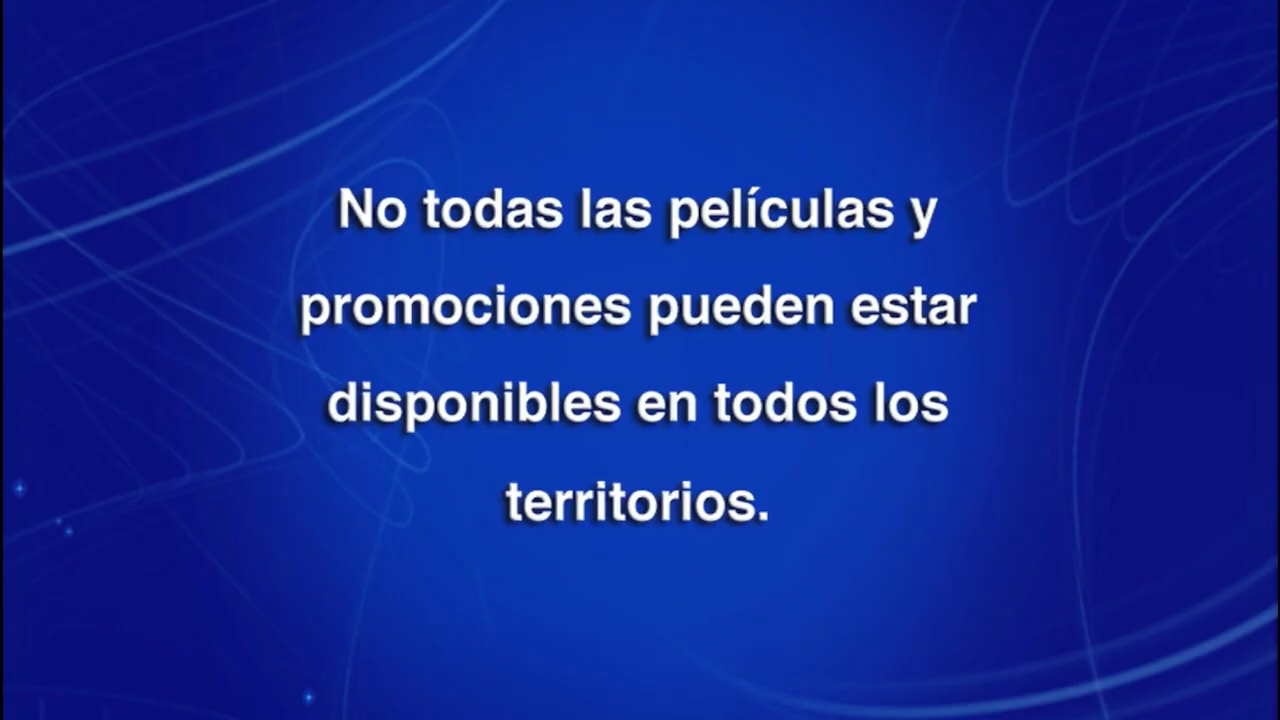 No todas las películas y
promociones pueden estar
disponibles en todos los
territorios.